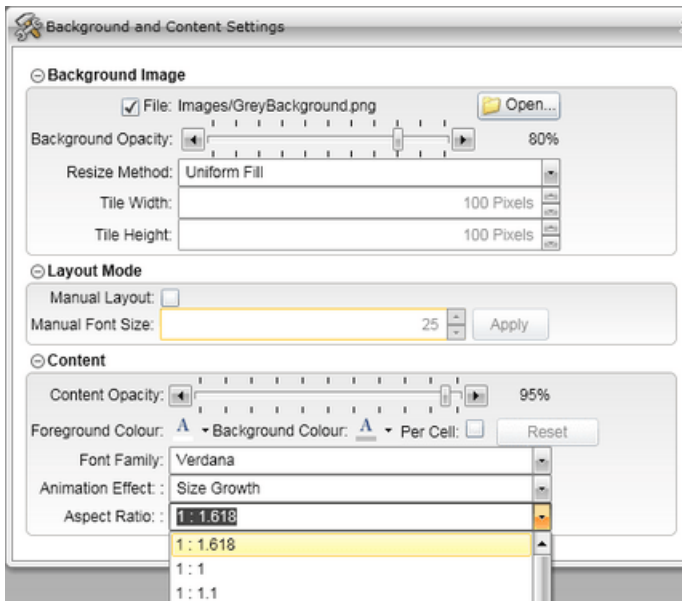 Background and Content Settings
Background Image
File: Images/GreyBackground.png Open...
Background Opacity: 80%
Resize Method: Uniform Fill
Tile Width: 100 Pixels
Tile Height: 100 Pixels
Layout Mode
Manual Layout:
Manual Font Size: 25 Apply
Content
Content Opacity: 95%
Foreground Colour: A Background Colour: A Per Cell: Reset
Font Family: Verdana
Animation Effect: : Size Growth
Aspect Ratio: : 1 : 1.618
1 : 1.618
1 : 1
1 : 1.1